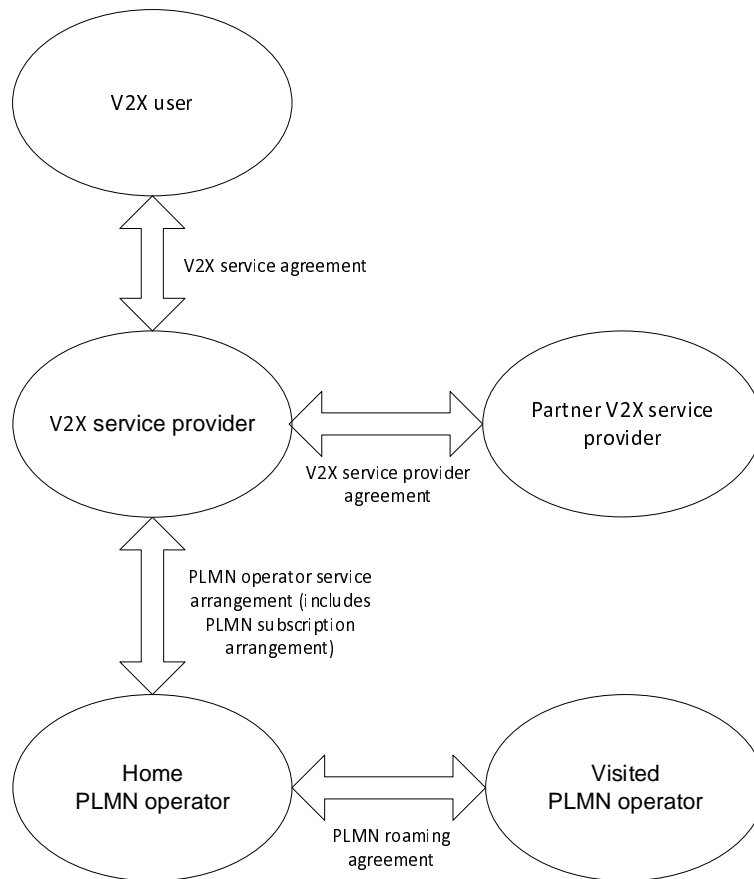 V2X user
V2X service agreement
V2X service provider
Partner V2X service
provider
V2X service provider
agreement
PLMN operator service
arrangement (includes
PLMN subscription
arrangement)
Home
PLMN operator
Visited
PLMN operator
PLMN roaming
agreement